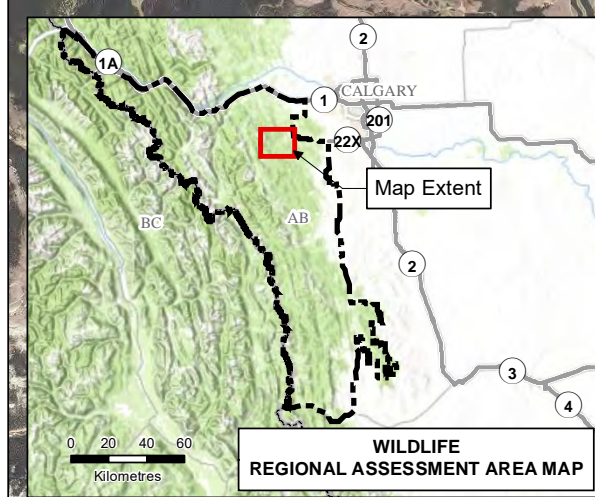 2
1A
CALGARY
1
201
22X
Map Extent
BC
AB
2
3
4
0 20 40 60
Kilometres
WILDLIFE
REGIONAL ASSESSMENT AREA MAP